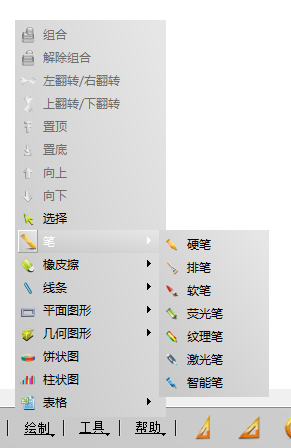 组合
解除组合
左翻转/右翻转
上翻转/下翻转
置顶
置底
向上
向下
选择
笔
橡皮擦
线条
平面图形
几何图形
饼状图
柱状图
表格
硬笔
排笔
软笔
荧光笔
纹理笔
激光笔
智能笔
绘制 工具 帮助